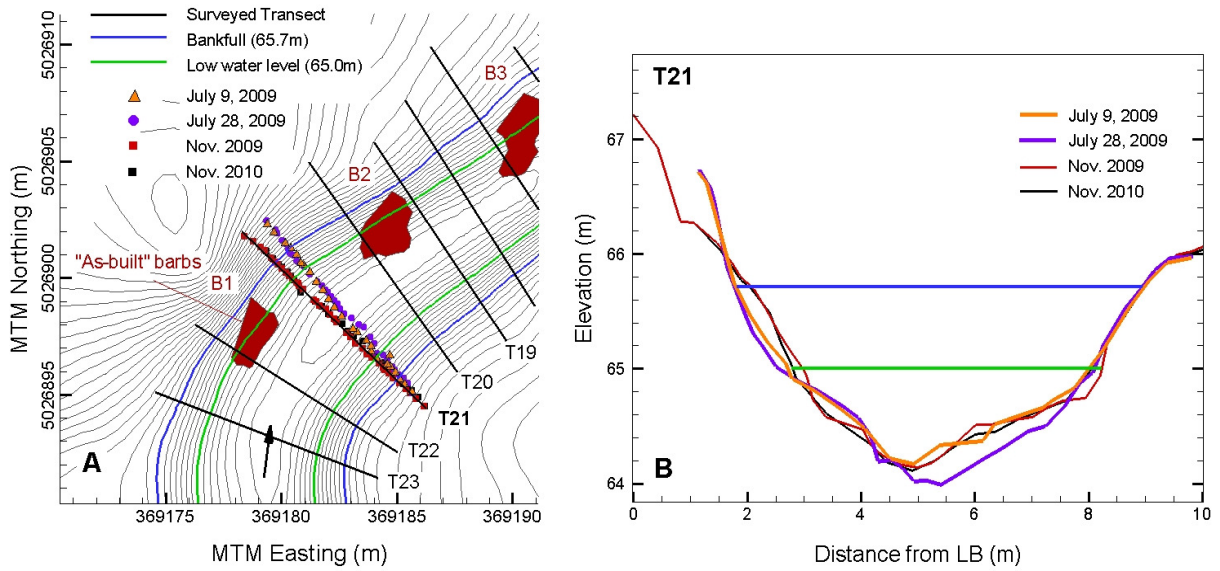 Surveyed Transect
Bankfull (65.7m)
Low water level (65.0m)
July 9, 2009
July 28, 2009
Nov. 2009
Nov. 2010
B3
B2
"As-built" barbs
B1
T19
T20
T21
T22
T23
A
5026910
5026905
5026900
5026895
MTM Northing (m)
369175
369180
369185
369190
MTM Easting (m)
T21
July 9, 2009
July 28, 2009
Nov. 2009
Nov. 2010
67
66
65
64
Elevation (m)
B
0
2
4
6
8
10
Distance from LB (m)